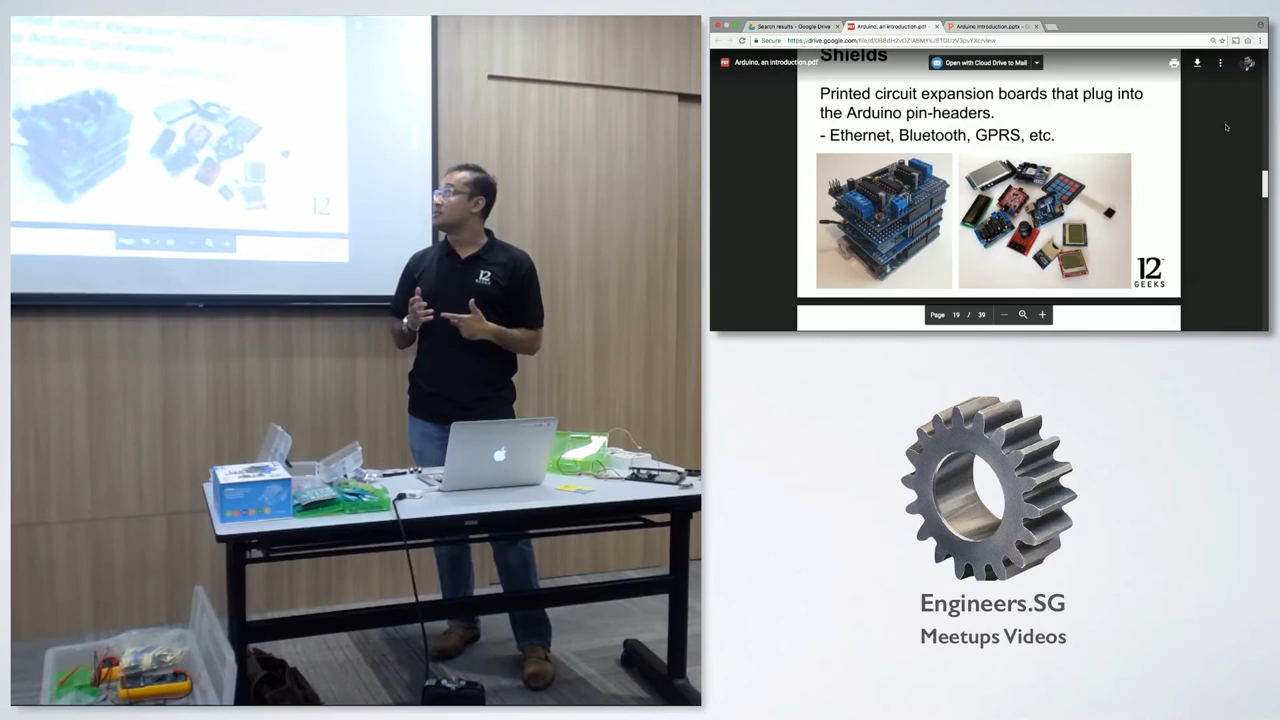 12
12
Search results - Google Drive
Arduino, an introduction.pdf
Arduino Introduction.pptx
Secure
Arduino, an introduction.pdf
Open with Cloud Drive to Mail
Shields
Printed circuit expansion boards that plug into
the Arduino pin-headers.
- Ethernet, Bluetooth, GPRS, etc.
12
GEEKS
Page 19 / 39
Engineers.SG
Meetups Videos